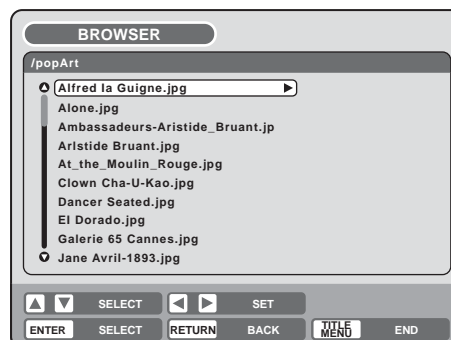 BROWSER
/popArt
Alfred la Guigne.jpg
Alone.jpg
Ambassadeurs-Aristide_Bruant.jp
Arlstide Bruant.jpg
At_the_Moulin_Rouge.jpg
Clown Cha-U-Kao.jpg
Dancer Seated.jpg
El Dorado.jpg
Galerie 65 Cannes.jpg
Jane Avril-1893.jpg
SELECT SET
ENTER SELECT RETURN BACK TITLE MENU END